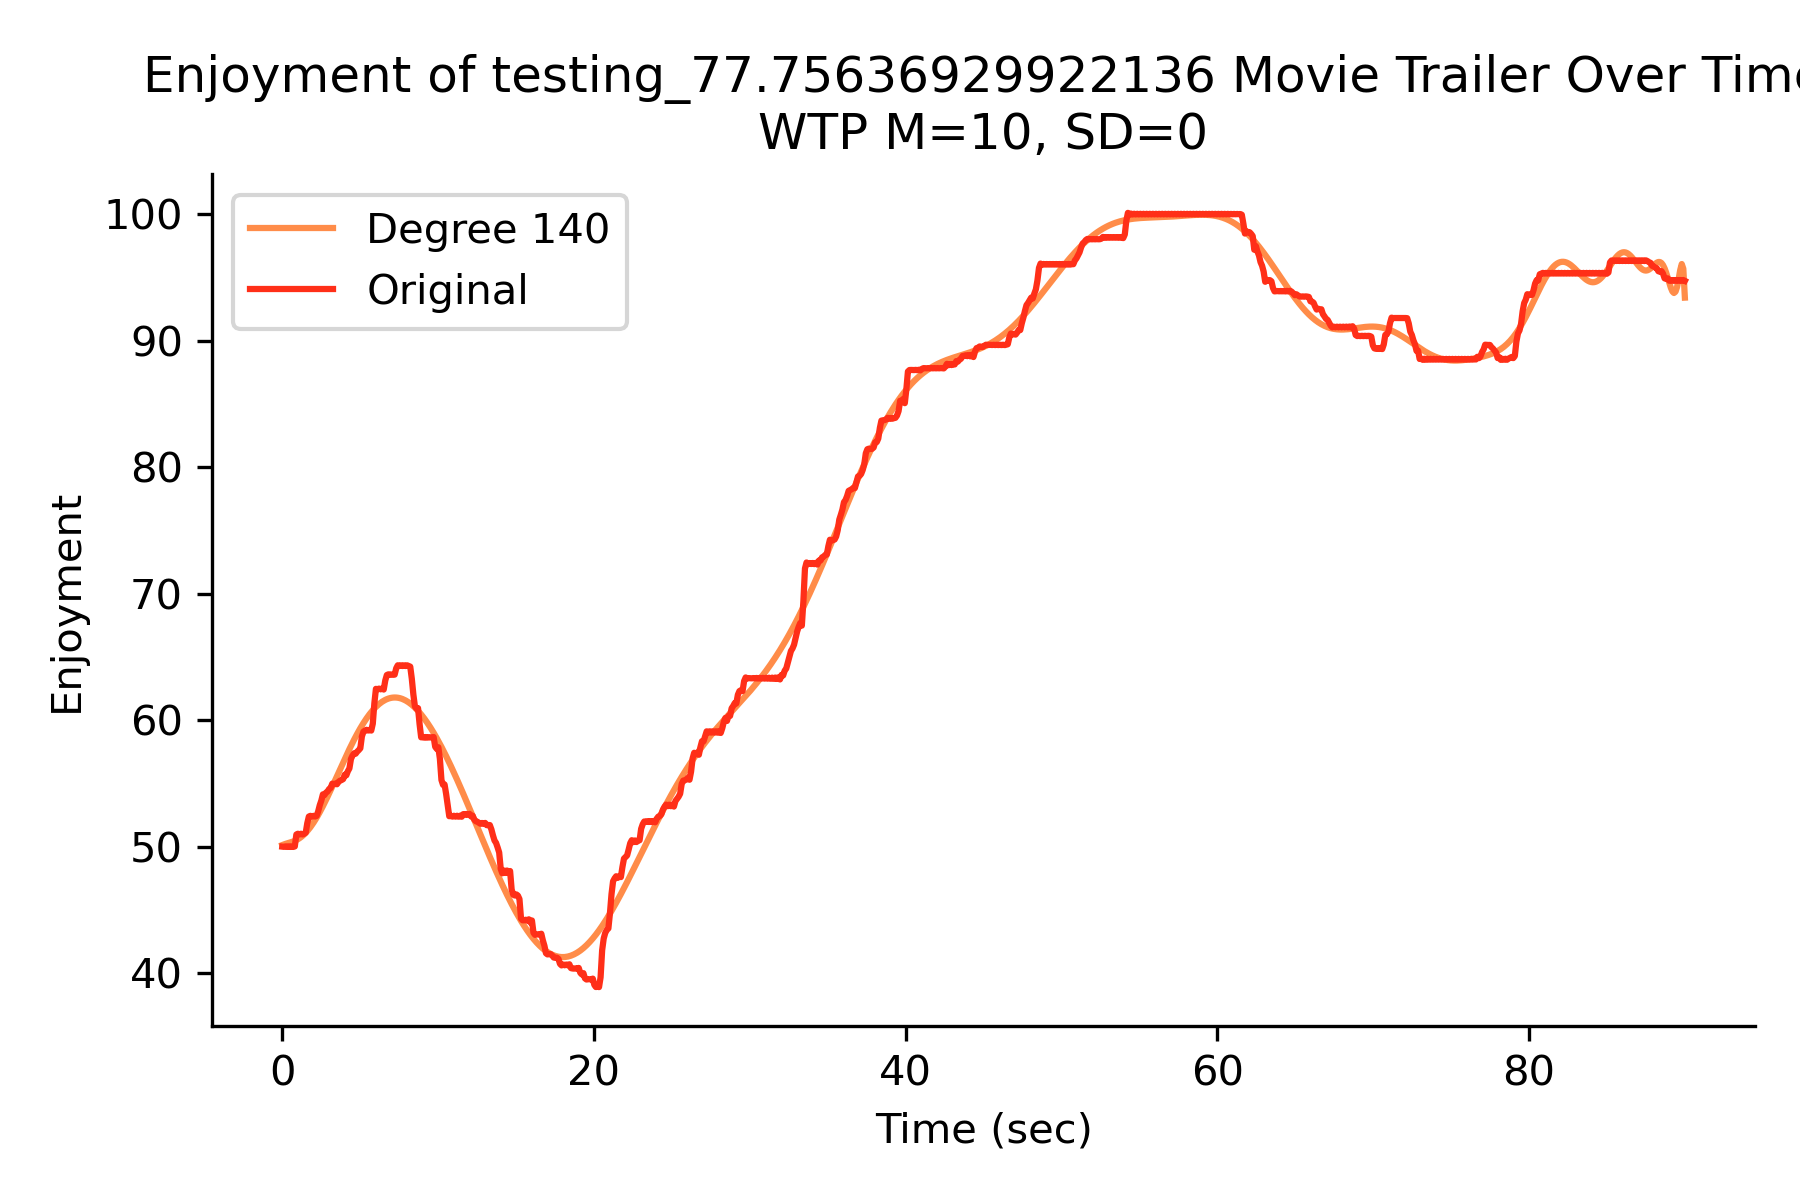 Enjoyment of testing_77.75636929922136 Movie Trailer Over Time
WTP M=10, SD=0
Degree 140
Original
100
90
80
70
60
50
40
Enjoyment
0 20 40 60 80
Time (sec)